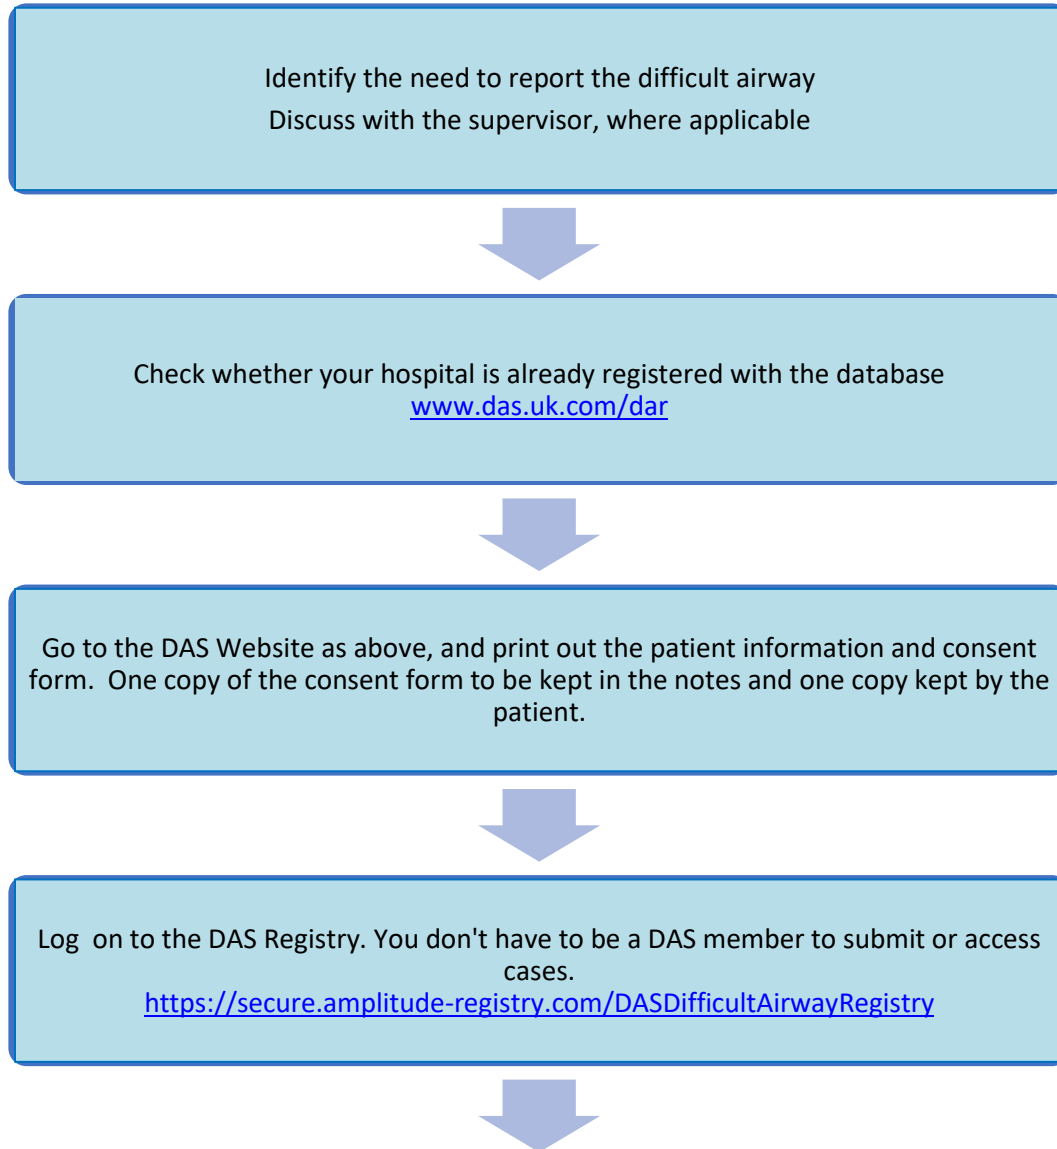 Identify the need to report the difficult airway
Discuss with the supervisor, where applicable
Check whether your hospital is already registered with the database
www.das.uk.com/dar
Go to the DAS Website as above, and print out the patient information and consent
form.  One copy of the consent form to be kept in the notes and one copy kept by the
patient.
Log  on to the DAS Registry. You don't have to be a DAS member to submit or access
cases.
https://secure.amplitude-registry.com/DASDifficultAirwayRegistry